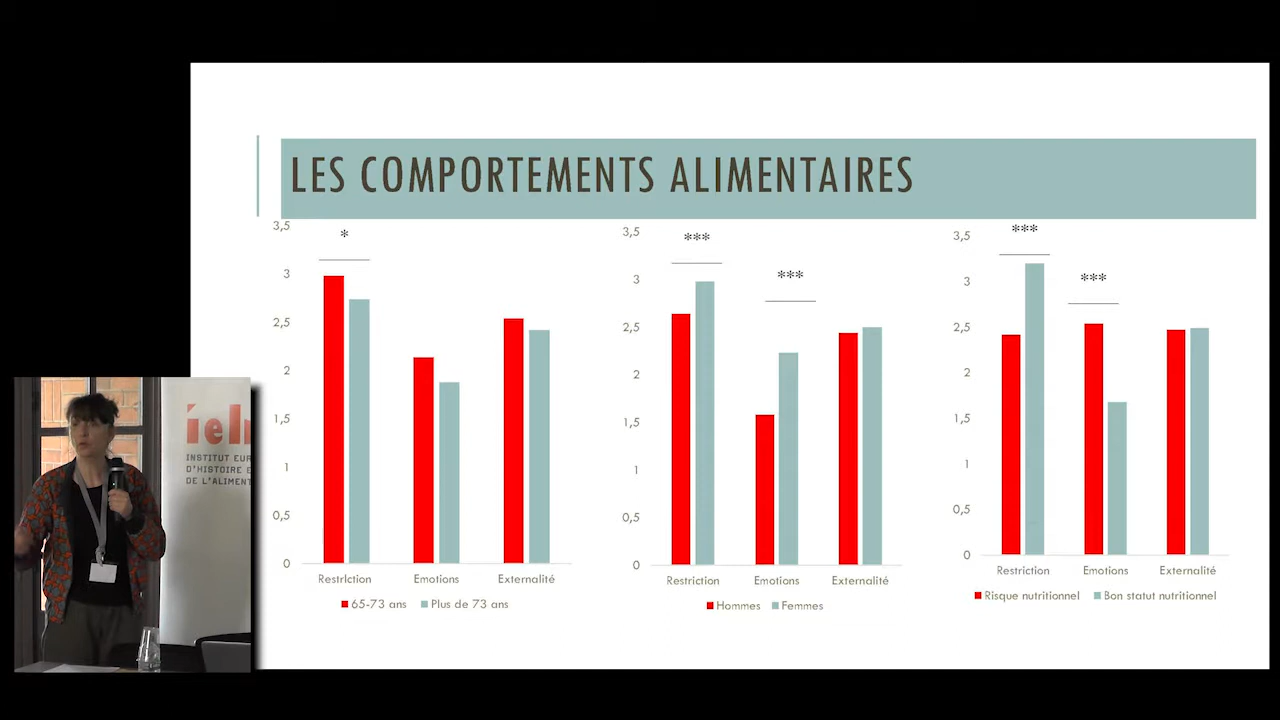 LES COMPORTEMENTS ALIMENTAIRES
3,5
3
2,5
2
1,5
1
0,5
0
*
Restriction Emotions Externalité
65-73 ans Plus de 73 ans
3,5
3
2,5
2
1,5
1
0,5
0
***
***
Restriction Emotions Externalité
Hommes Femmes
3,5
3
2,5
2
1,5
1
0,5
0
***
***
Restriction Emotions Externalité
Risque nutritionnel Bon statut nutritionnel
INSTITUT EUR
D'HISTOIRE E
DE L'ALIMENT